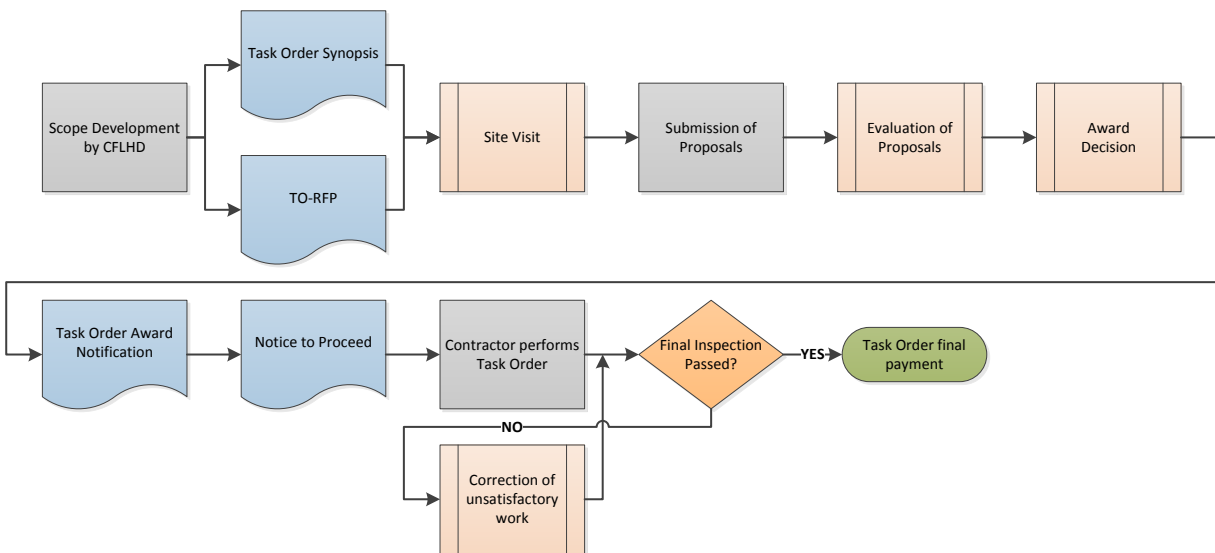 Scope Development
by CFLHD
Task Order Synopsis
TO-RFP
Site Visit
Submission of
Proposals
Evaluation of
Proposals
Award
Decision
Task Order Award
Notification
Notice to Proceed
Contractor performs
Task Order
Final Inspection
Passed?
YES
Task Order final
payment
NO
Correction of
unsatisfactory
work